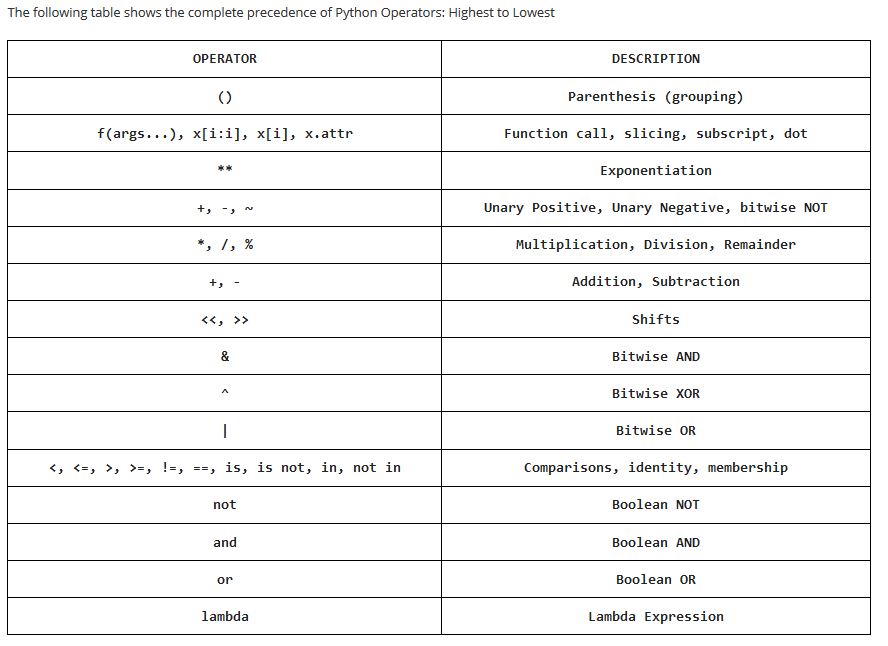 The following table shows the complete precedence of Python Operators: Highest to Lowest
OPERATOR DESCRIPTION
() Parenthesis (grouping)
f(args...), x[i:i], x[i], x.attr Function call, slicing, subscript, dot
** Exponentiation
+, -, ~ Unary Positive, Unary Negative, bitwise NOT
*, /, % Multiplication, Division, Remainder
+, - Addition, Subtraction
<<, >> Shifts
& Bitwise AND
^ Bitwise XOR
| Bitwise OR
<, <=, >, >=, !=, ==, is, is not, in, not in Comparisons, identity, membership
not Boolean NOT
and Boolean AND
or Boolean OR
lambda Lambda Expression